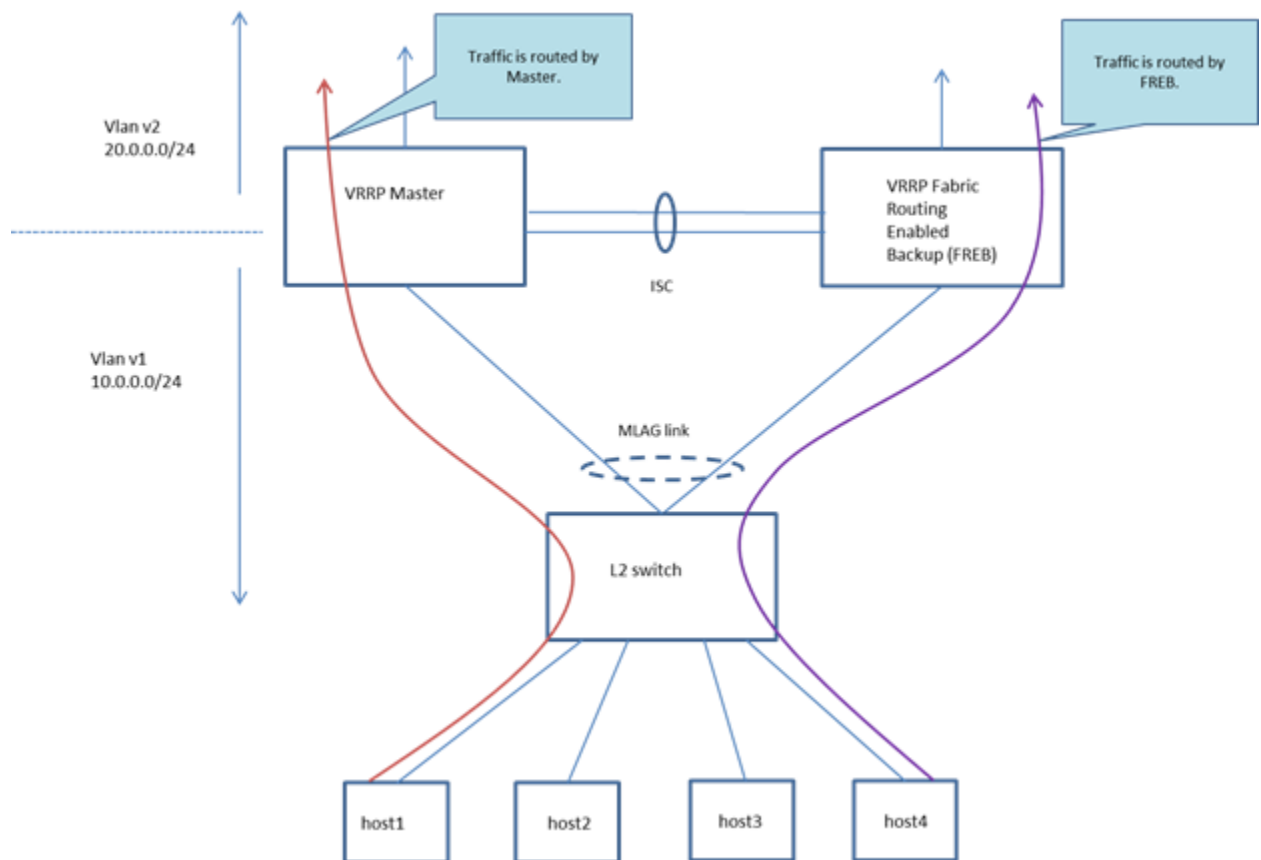 Traffic is routed by
Master.
Traffic is routed by
FREB.
Vlan v2
20.0.0.0/24
VRRP Master
VRRP Fabric
Routing
Enabled
Backup (FREB)
ISC
Vlan v1
10.0.0.0/24
MLAG link
L2 switch
host1
host2
host3
host4